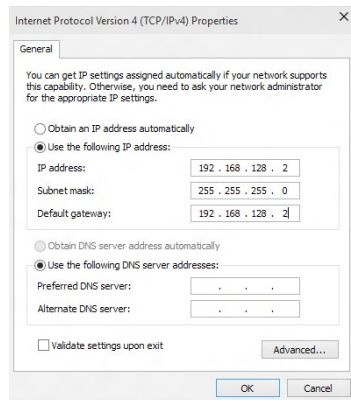 Internet Protocol Version 4 (TCP/IPv4) Properties
General
You can get IP settings assigned automatically if your network supports
this capability. Otherwise, you need to ask your network administrator
for the appropriate IP settings.
Obtain an IP address automatically
Use the following IP address:
IP address: 192 . 168 . 128 . 2
Subnet mask: 255 . 255 . 255 . 0
Default gateway: 192 . 168 . 128 . 2
Obtain DNS server address automatically
Use the following DNS server addresses:
Preferred DNS server: . . .
Alternate DNS server: . . .
Validate settings upon exit
Advanced...
OK Cancel